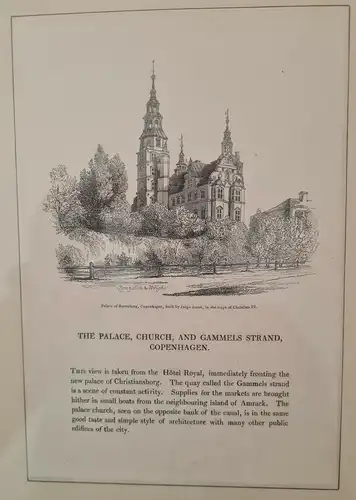 Palace of Rosenborg, Copenhagen, built by Inigo Jones, in the reign of Christian IV.
THE PALACE, CHURCH, AND GAMMELS STRAND,
COPENHAGEN.
THIS view is taken from the Hôtel Royal, immediately fronting the
new palace of Christiansborg. The quay called the Gammels strand
is a scene of constant activity. Supplies for the markets are brought
hither in small boats from the neighbouring island of Amrack. The
palace church, seen on the opposite bank of the canal, is in the same
good taste and simple style of architecture with many other public
edifices of the city.